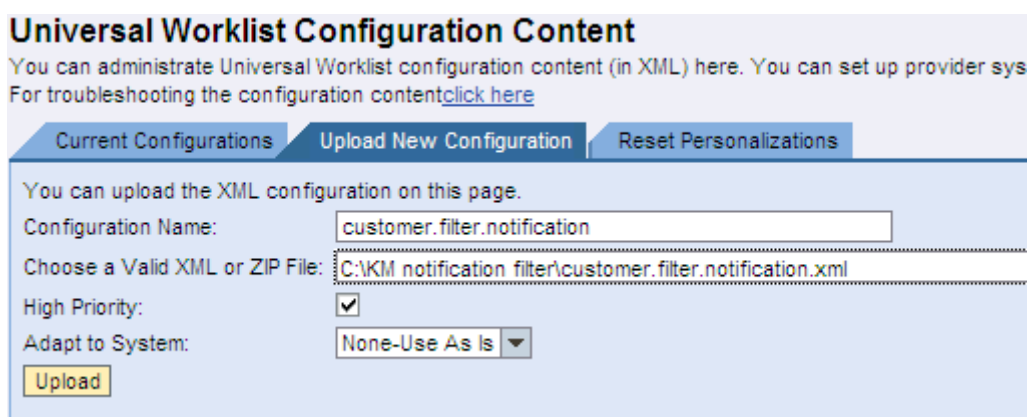 Universal Worklist Configuration Content
You can administrate Universal Worklist configuration content (in XML) here. You can set up provider sys
For troubleshooting the configuration contentclick here
Current Configurations Upload New Configuration Reset Personalizations
You can upload the XML configuration on this page.
Configuration Name: customer.filter.notification
Choose a Valid XML or ZIP File: C:\KM notification filter\customer.filter.notification.xml
High Priority:
Adapt to System: None-Use As Is
Upload